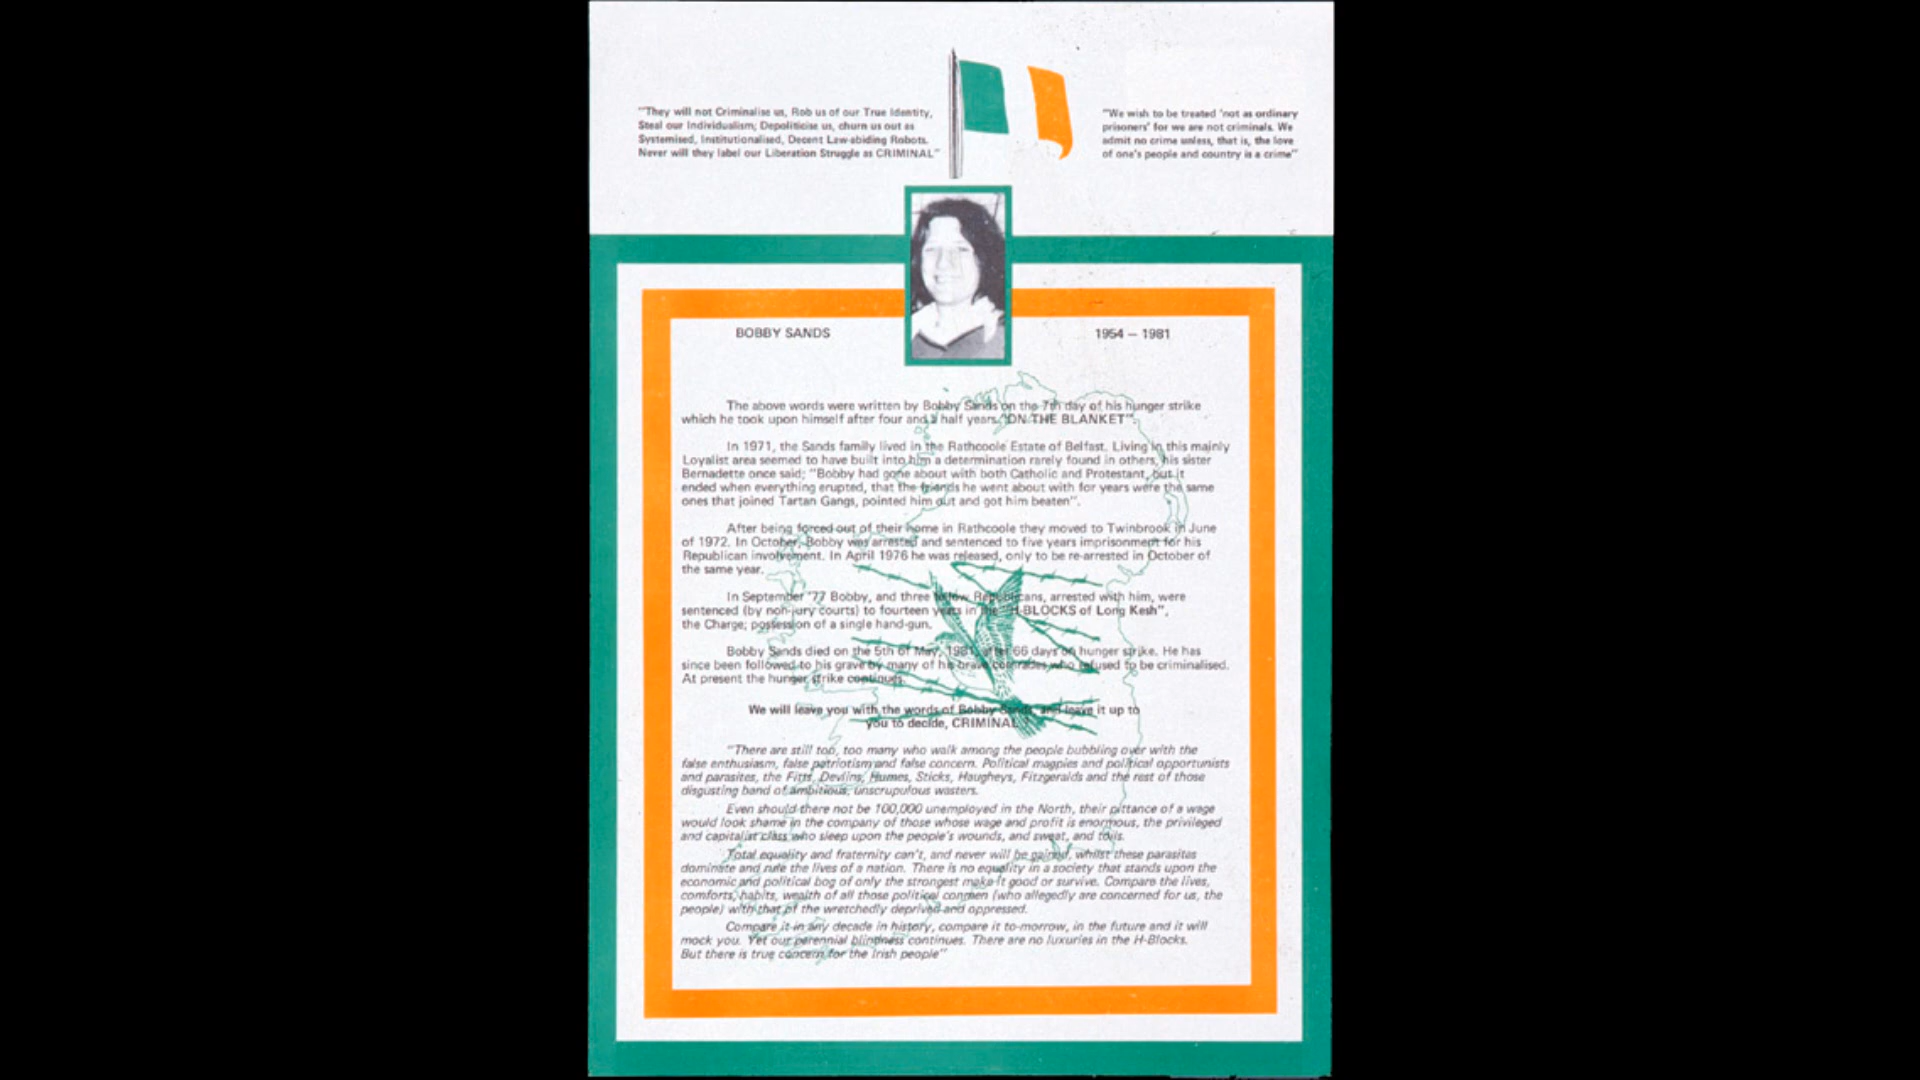 "They will not Criminalise us, Rob us of our True Identity,
Steal our Individualism, Depoliticise us, churn us out as
Systemised, Institutionalised, Decent Law-abiding Robots.
Never will they label our Liberation Struggle as CRIMINAL"
"We wish to be treated 'not as ordinary
prisoners' for we are not criminals. We
admit no crime unless, that is, the love
of one's people and country is a crime"
BOBBY SANDS
1954 – 1981
The above words were written by Bobby Sands on the 7th day of his hunger strike
which he took upon himself after four and a half years "ON THE BLANKET".
In 1971, the Sands family lived in the Rathcoole Estate of Belfast. Living in this mainly
Loyalist area seemed to have built into him a determination rarely found in others, his sister
Bernadette once said; "Bobby had gone about with both Catholic and Protestant, but it
ended when everything erupted, that the friends he went about with for years were the same
ones that joined Tartan Gangs, pointed him out and got him beaten".
After being forced out of their home in Rathcoole they moved to Twinbrook in June
of 1972. In October, Bobby was arrested and sentenced to five years imprisonment for his
Republican involvement. In April 1976 he was released, only to be re-arrested in October of
the same year.
In September '77 Bobby, and three fellow Republicans, arrested with him, were
sentenced (by non-jury courts) to fourteen years in the "H-BLOCKS of Long Kesh",
the Charge; possession of a single hand-gun.
Bobby Sands died on the 5th of May, 1981, after 66 days on hunger strike. He has
since been followed to his grave by many of his brave comrades who refused to be criminalised.
At present the hunger strike continues.
We will leave you with the words of Bobby Sands, and leave it up to
you to decide, CRIMINAL ?
"There are still too, too many who walk among the people bubbling over with the
false enthusiasm, false patriotism and false concern. Political magpies and political opportunists
and parasites, the Fitts, Devlins, Humes, Sticks, Haugheys, Fitzgeralds and the rest of those
disgusting band of ambitious, unscrupulous wasters.
Even should there not be 100,000 unemployed in the North, their pittance of a wage
would look shame in the company of those whose wage and profit is enormous, the privileged
and capitalist class who sleep upon the people's wounds, and sweat, and toils.
Total equality and fraternity can't, and never will be gained, whilst these parasites
dominate and rule the lives of a nation. There is no equality in a society that stands upon the
economic and political bog of only the strongest make it good or survive. Compare the lives,
comforts, habits, wealth of all those political conmen (who allegedly are concerned for us, the
people) with that of the wretchedly deprived and oppressed.
Compare it in any decade in history, compare it to-morrow, in the future and it will
mock you. Yet our perennial blindness continues. There are no luxuries in the H-Blocks.
But there is true concern for the Irish people"